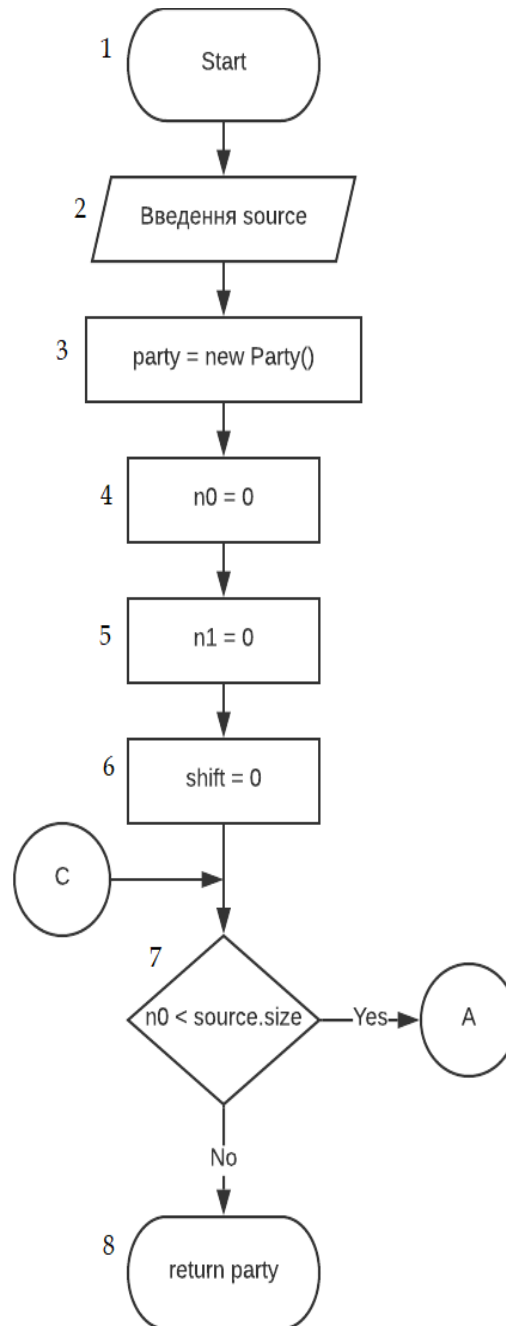 1
Start
2
Введення source
3
party = new Party()
4
n0 = 0
5
n1 = 0
6
shift = 0
C
7
n0 < source.size
Yes
A
No
8
return party